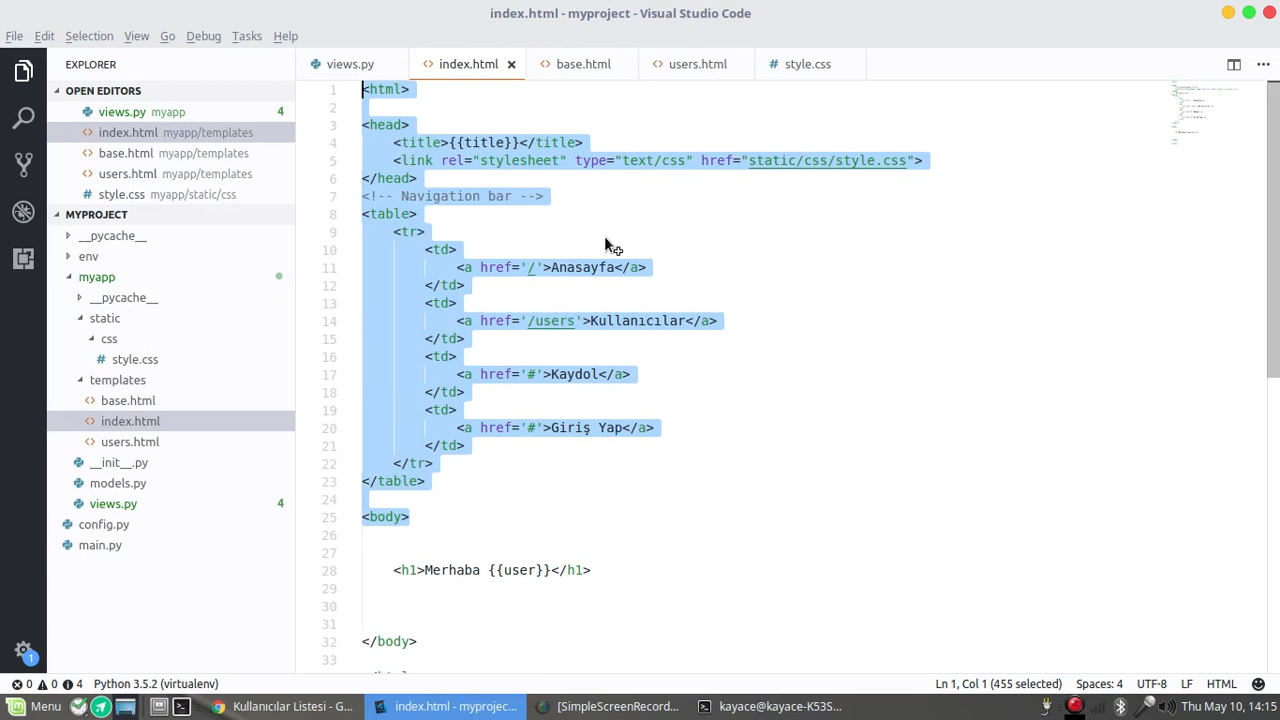 index.html - myproject - Visual Studio Code
File Edit Selection View Go Debug Tasks Help
EXPLORER
views.py index.html base.html users.html style.css
OPEN EDITORS
views.py myapp 4
index.html myapp/templates
base.html myapp/templates
users.html myapp/templates
style.css myapp/static/css
MYPROJECT
__pycache__
env
myapp
__pycache__
static
css
style.css
templates
base.html
index.html
users.html
__init__.py
models.py
views.py 4
config.py
main.py
1 <html>
2
3 <head>
4 <title>{{title}}</title>
5 <link rel="stylesheet" type="text/css" href="static/css/style.css">
6 </head>
7 <!-- Navigation bar -->
8 <table>
9 <tr>
10 <td>
11 <a href='/'>Anasayfa</a>
12 </td>
13 <td>
14 <a href='/users'>Kullanıcılar</a>
15 </td>
16 <td>
17 <a href='#'>Kaydol</a>
18 </td>
19 <td>
20 <a href='#'>Giriş Yap</a>
21 </td>
22 </tr>
23 </table>
24
25 <body>
26
27
28 <h1>Merhaba {{user}}</h1>
29
30
31
32 </body>
33
1
0 0 4 Python 3.5.2 (virtualenv) Ln 1, Col 1 (455 selected) Spaces: 4 UTF-8 LF HTML
Menu Kullanıcılar Listesi - G... index.html - myprojec... [SimpleScreenRecord... kayace@kayace-K53S... Thu May 10, 14:15